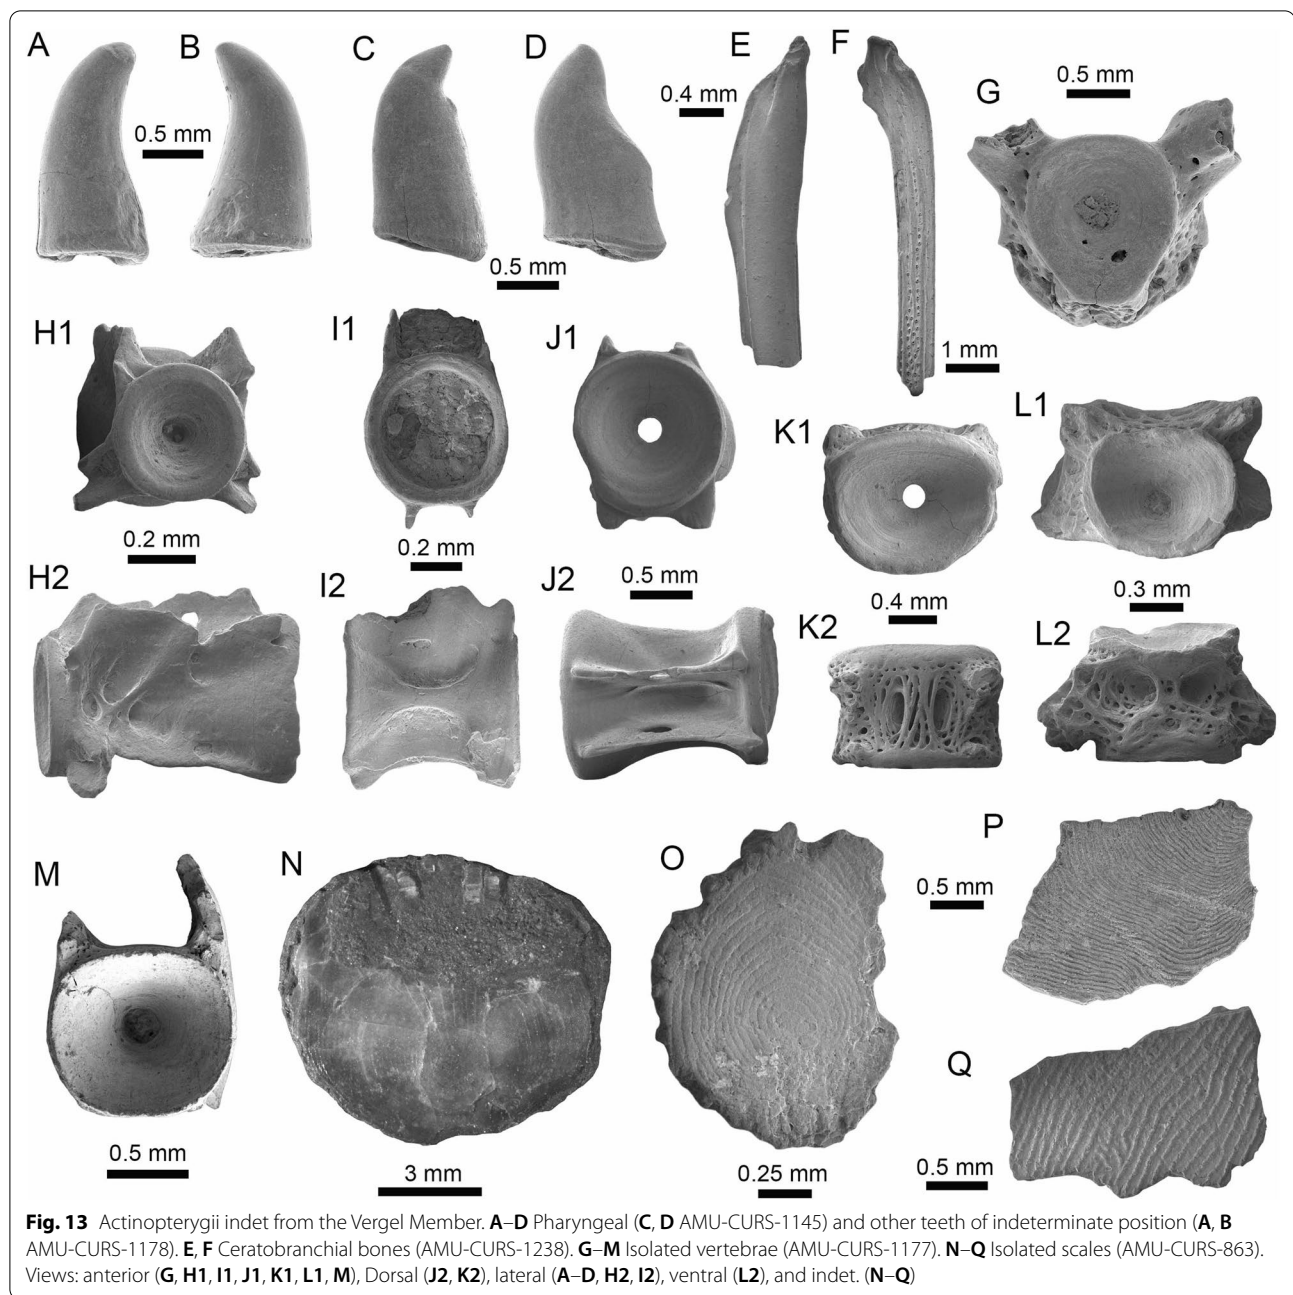 A
B
C
D
E
F
G
0.5 mm
0.5 mm
0.4 mm
0.5 mm
1 mm
H1
I1
J1
K1
L1
0.2 mm
0.2 mm
0.5 mm
0.4 mm
0.3 mm
H2
I2
J2
K2
L2
M
N
O
P
0.5 mm
Q
0.5 mm
3 mm
0.25 mm
0.5 mm
Fig. 13 Actinopterygii indet from the Vergel Member. A–D Pharyngeal (C, D AMU-CURS-1145) and other teeth of indeterminate position (A, B
AMU-CURS-1178). E, F Ceratobranchial bones (AMU-CURS-1238). G–M Isolated vertebrae (AMU-CURS-1177). N–Q Isolated scales (AMU-CURS-863).
Views: anterior (G, H1, I1, J1, K1, L1, M), Dorsal (J2, K2), lateral (A–D, H2, I2), ventral (L2), and indet. (N–Q)